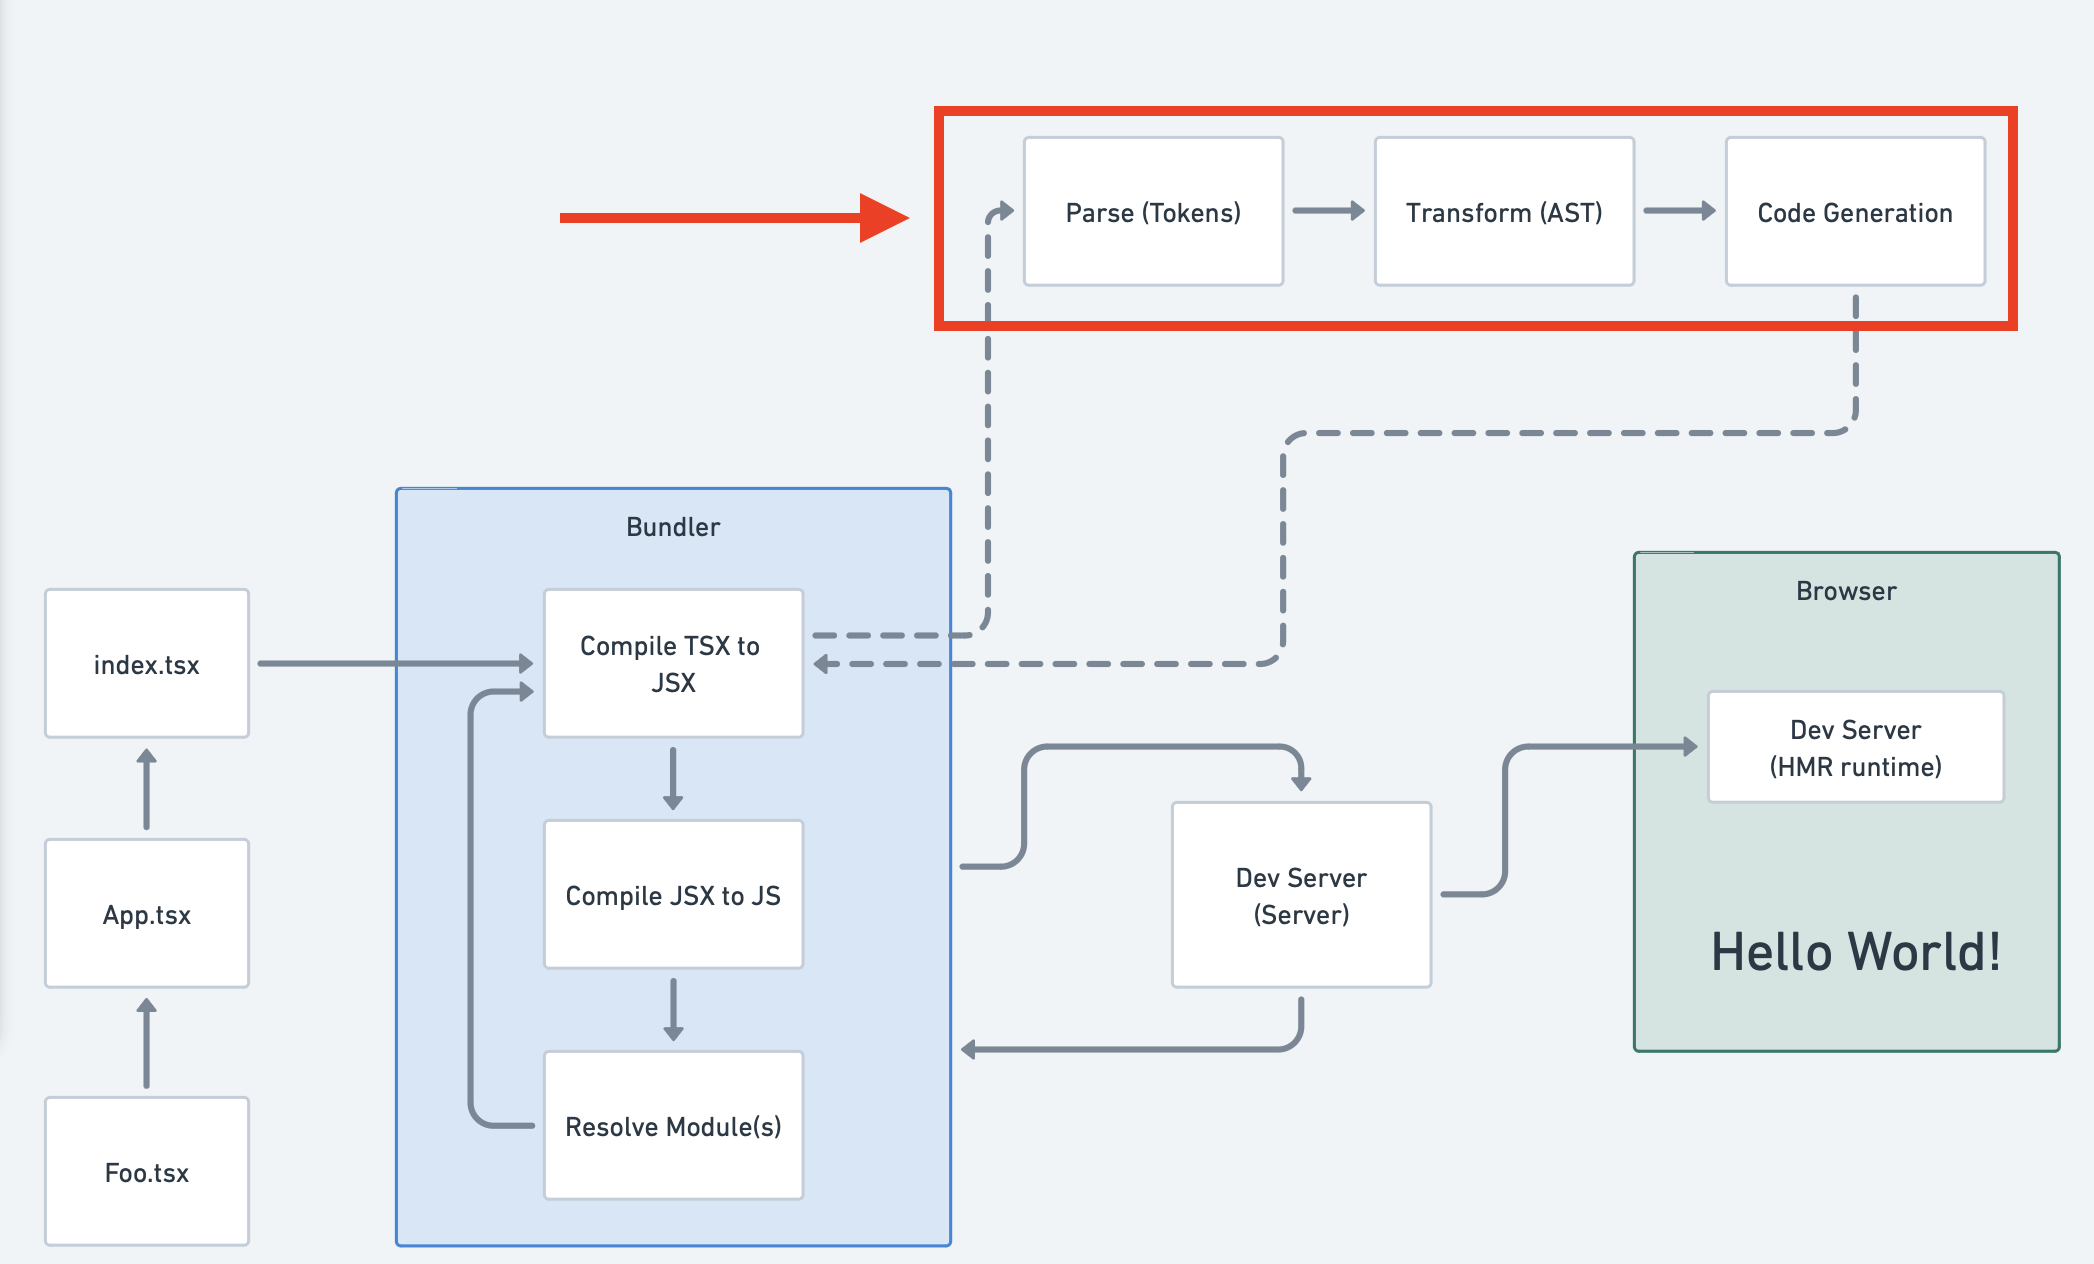 Parse (Tokens)
Transform (AST)
Code Generation
Bundler
Browser
index.tsx
Compile TSX to
JSX
Dev Server
(HMR runtime)
App.tsx
Compile JSX to JS
Dev Server
(Server)
Hello World!
Foo.tsx
Resolve Module(s)